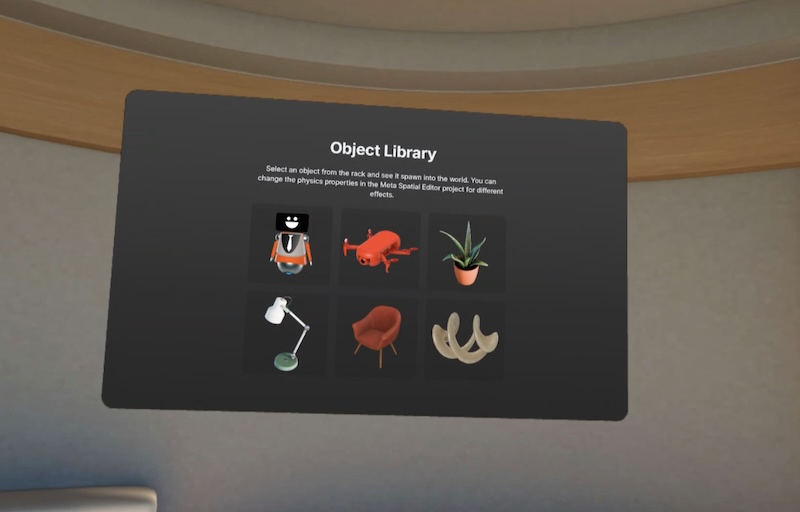 Object Library
Select an object from the rack and see it spawn into the world. You can
change the physics properties in the Meta Spatial Editor project for different
effects.